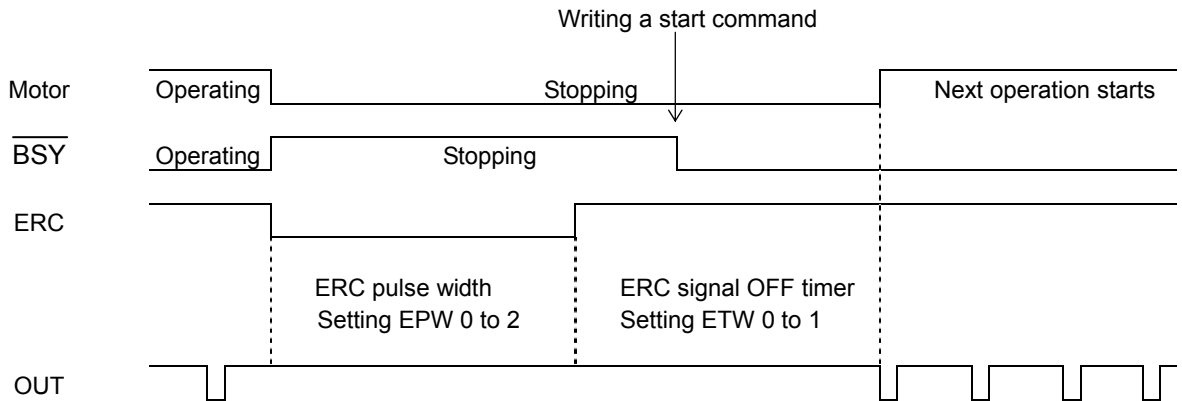 Writing a start command
Motor Operating Stopping Next operation starts
BSY Operating Stopping
ERC
ERC pulse width ERC signal OFF timer
Setting EPW 0 to 2 Setting ETW 0 to 1
OUT